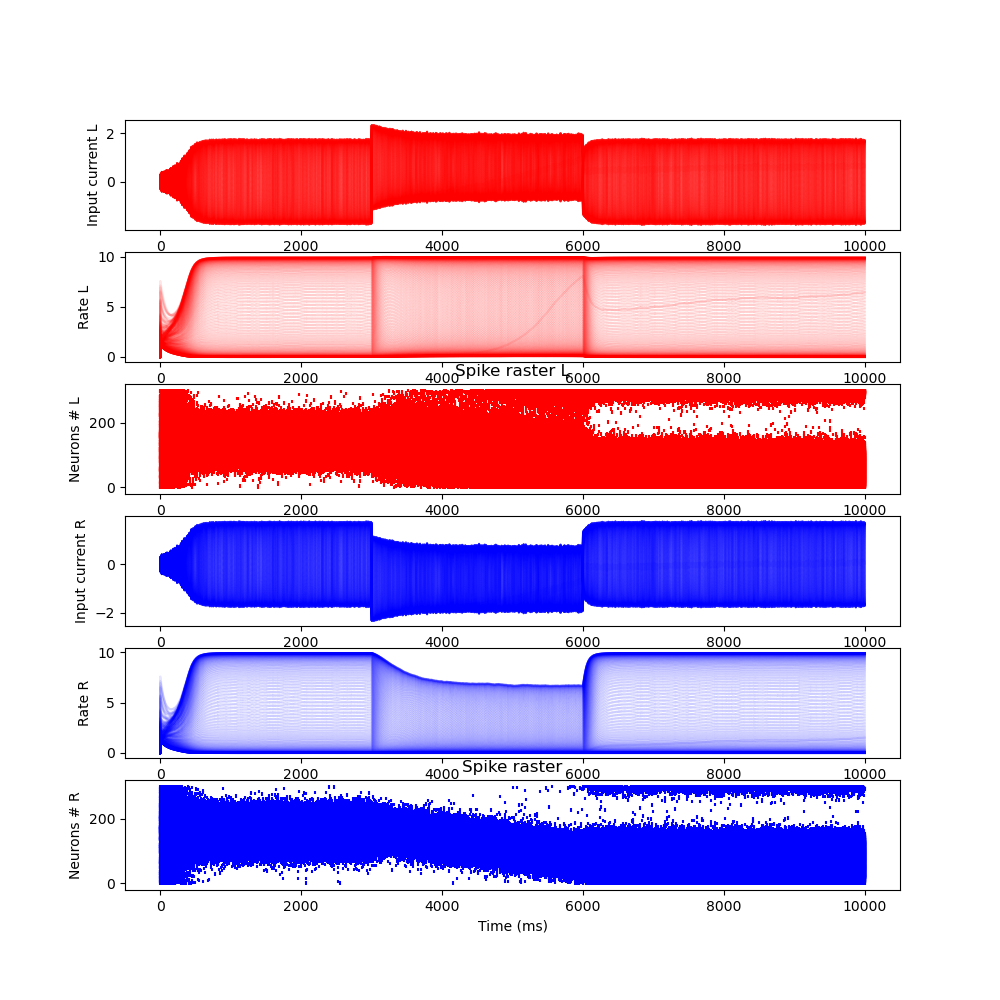 Input current L
2
0
0 2000 4000 6000 8000 10000
Rate L
10
5
0
0 2000 4000 6000 8000 10000
Spike raster L
Neurons # L
200
0
0 2000 4000 6000 8000 10000
Input current R
0
−2
0 2000 4000 6000 8000 10000
Rate R
10
5
0
0 2000 4000 6000 8000 10000
Spike raster
Neurons # R
200
0
0 2000 4000 6000 8000 10000
Time (ms)